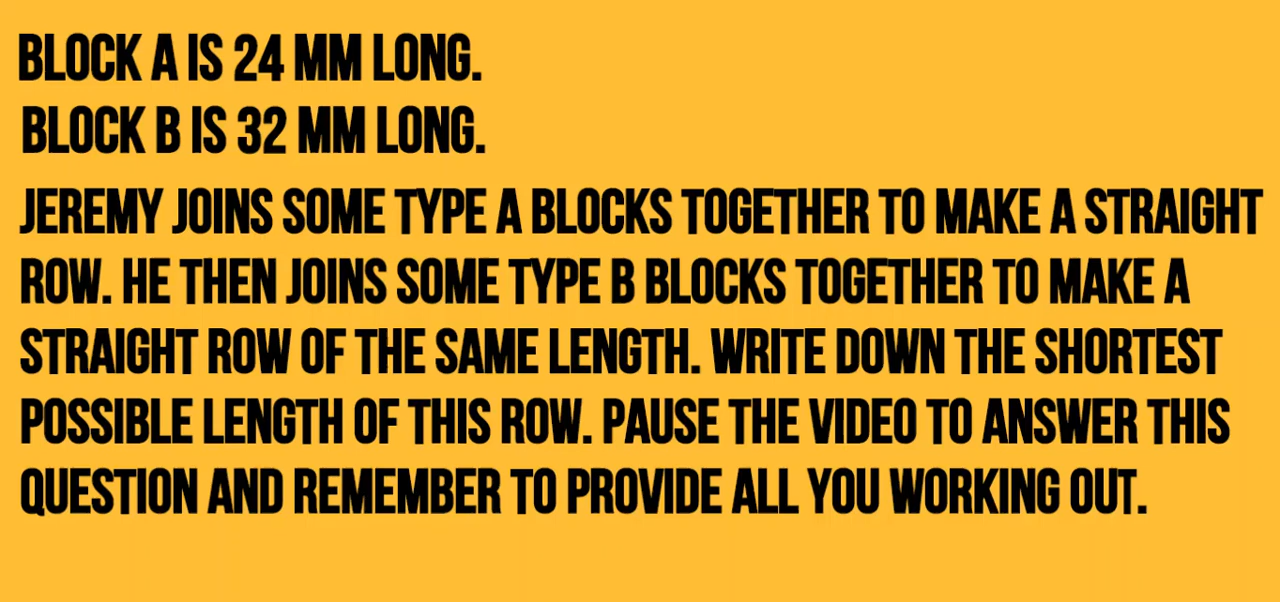 BLOCK A IS 24 MM LONG.
BLOCK B IS 32 MM LONG.
JEREMY JOINS SOME TYPE A BLOCKS TOGETHER TO MAKE A STRAIGHT
ROW. HE THEN JOINS SOME TYPE B BLOCKS TOGETHER TO MAKE A
STRAIGHT ROW OF THE SAME LENGTH. WRITE DOWN THE SHORTEST
POSSIBLE LENGTH OF THIS ROW. PAUSE THE VIDEO TO ANSWER THIS
QUESTION AND REMEMBER TO PROVIDE ALL YOU WORKING OUT.